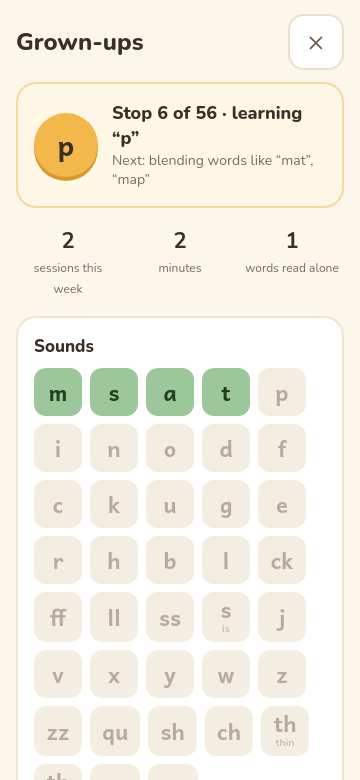 Grown-ups
p
Stop 6 of 56 · learning
“p”
Next: blending words like “mat”,
“map”
2 2 1
sessions this minutes words read alone
week
Sounds
m s a t p
i n o d f
c k u g e
r h b l ck
ff ll ss s j
is
v x y w z
zz qu sh ch th
thin
th